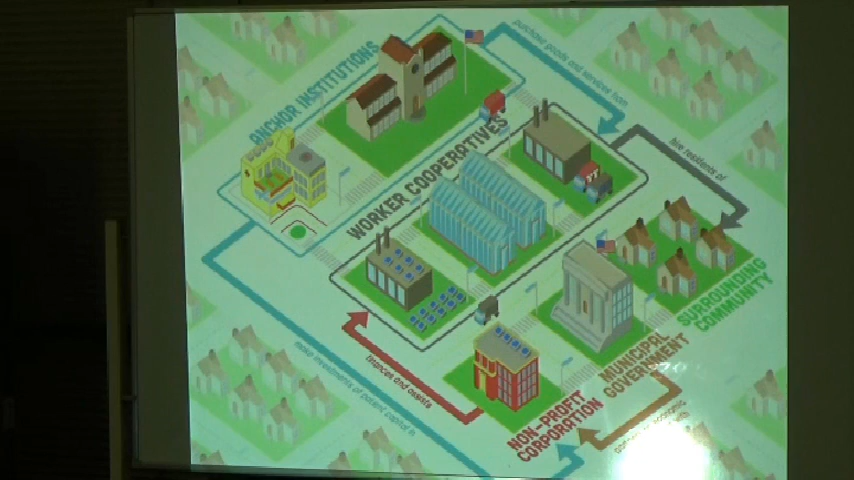 ANCHOR INSTITUTIONS
purchase goods and services from
WORKER COOPERATIVES
hire residents of
SURROUNDING
COMMUNITY
MUNICIPAL
GOVERNMENT
finances and assists
NON-PROFIT
CORPORATION
make investments of patient capital in